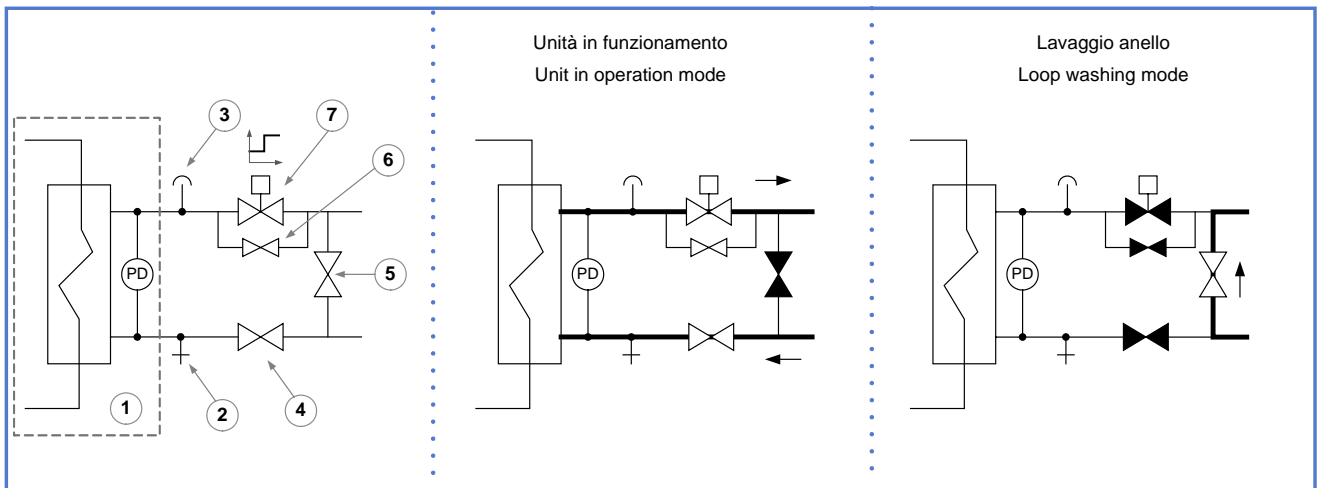 Unità in funzionamento
Unit in operation mode
Lavaggio anello
Loop washing mode
3
7
6
PD
5
1
2
4
PD
PD